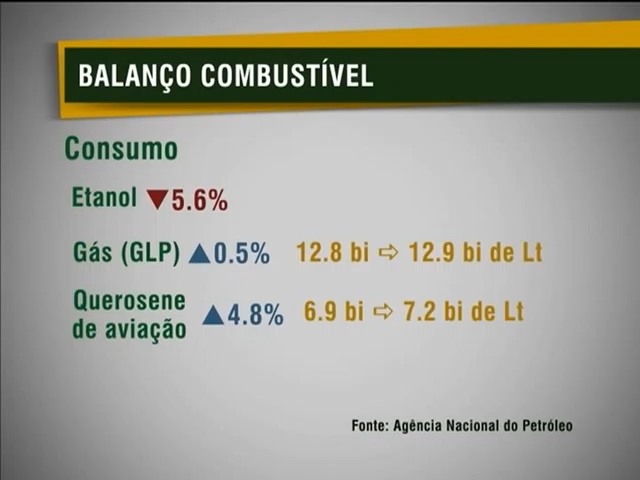 BALANÇO COMBUSTÍVEL
Consumo
Etanol ▼5.6%
Gás (GLP) ▲0.5% 12.8 bi ⇨ 12.9 bi de Lt
Querosene
de aviação ▲4.8% 6.9 bi ⇨ 7.2 bi de Lt
Fonte: Agência Nacional do Petróleo